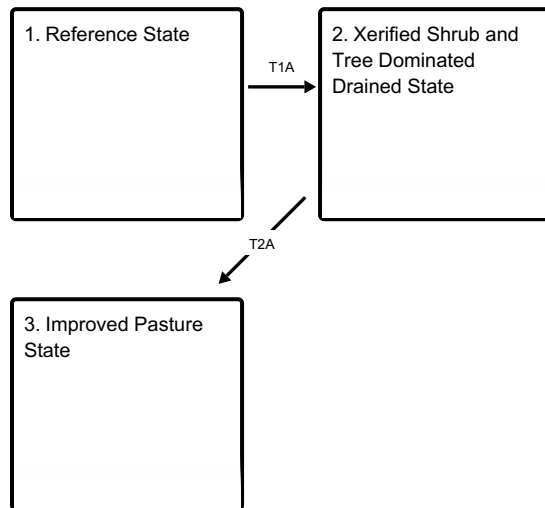 1. Reference State
T1A
2. Xerified Shrub and
Tree Dominated
Drained State
T2A
3. Improved Pasture
State